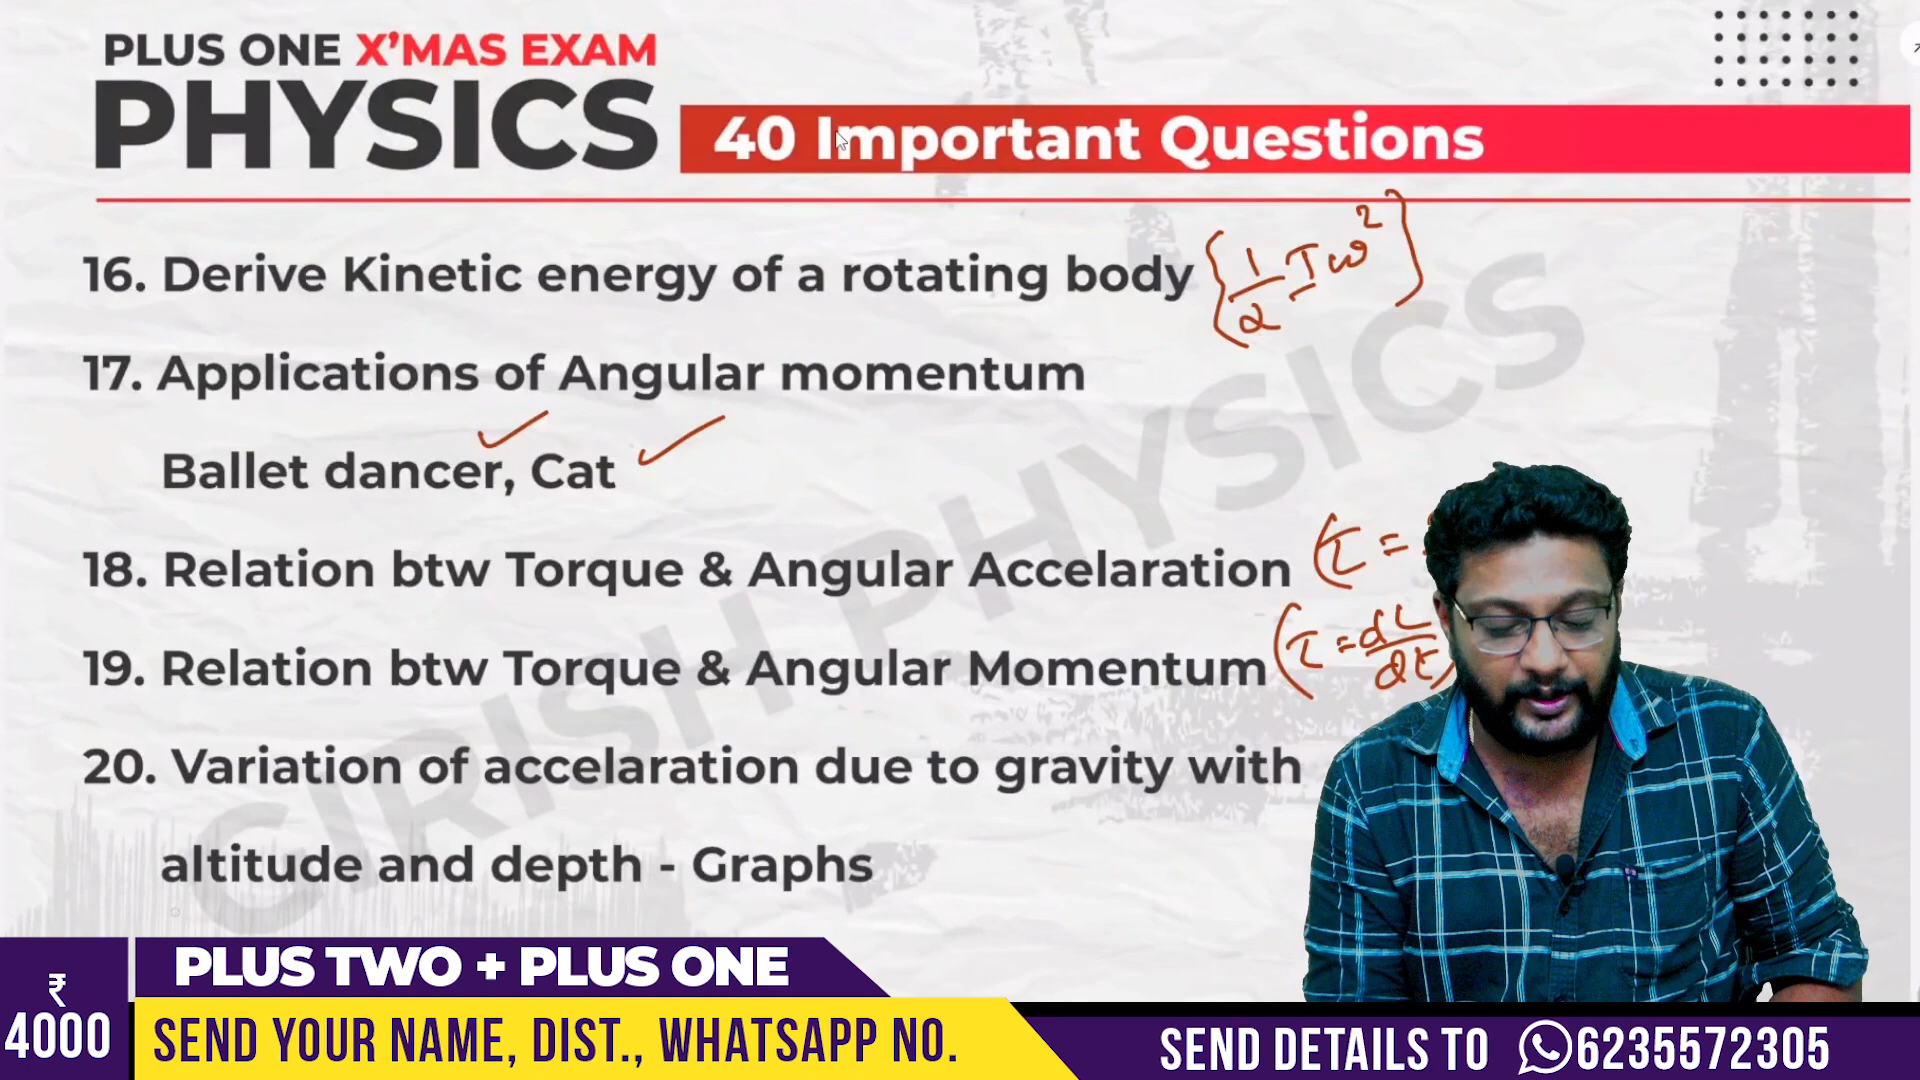 PLUS ONE X'MAS EXAM
PHYSICS
40 Important Questions
16. Derive Kinetic energy of a rotating body {1/2 Iω²}
17. Applications of Angular momentum
Ballet dancer, Cat
18. Relation btw Torque & Angular Accelaration (τ =
19. Relation btw Torque & Angular Momentum (τ = dL/dt)
20. Variation of accelaration due to gravity with
altitude and depth - Graphs
GIRISH PHYSICS
PLUS TWO + PLUS ONE
₹
4000
SEND YOUR NAME, DIST., WHATSAPP NO.
SEND DETAILS TO 6235572305